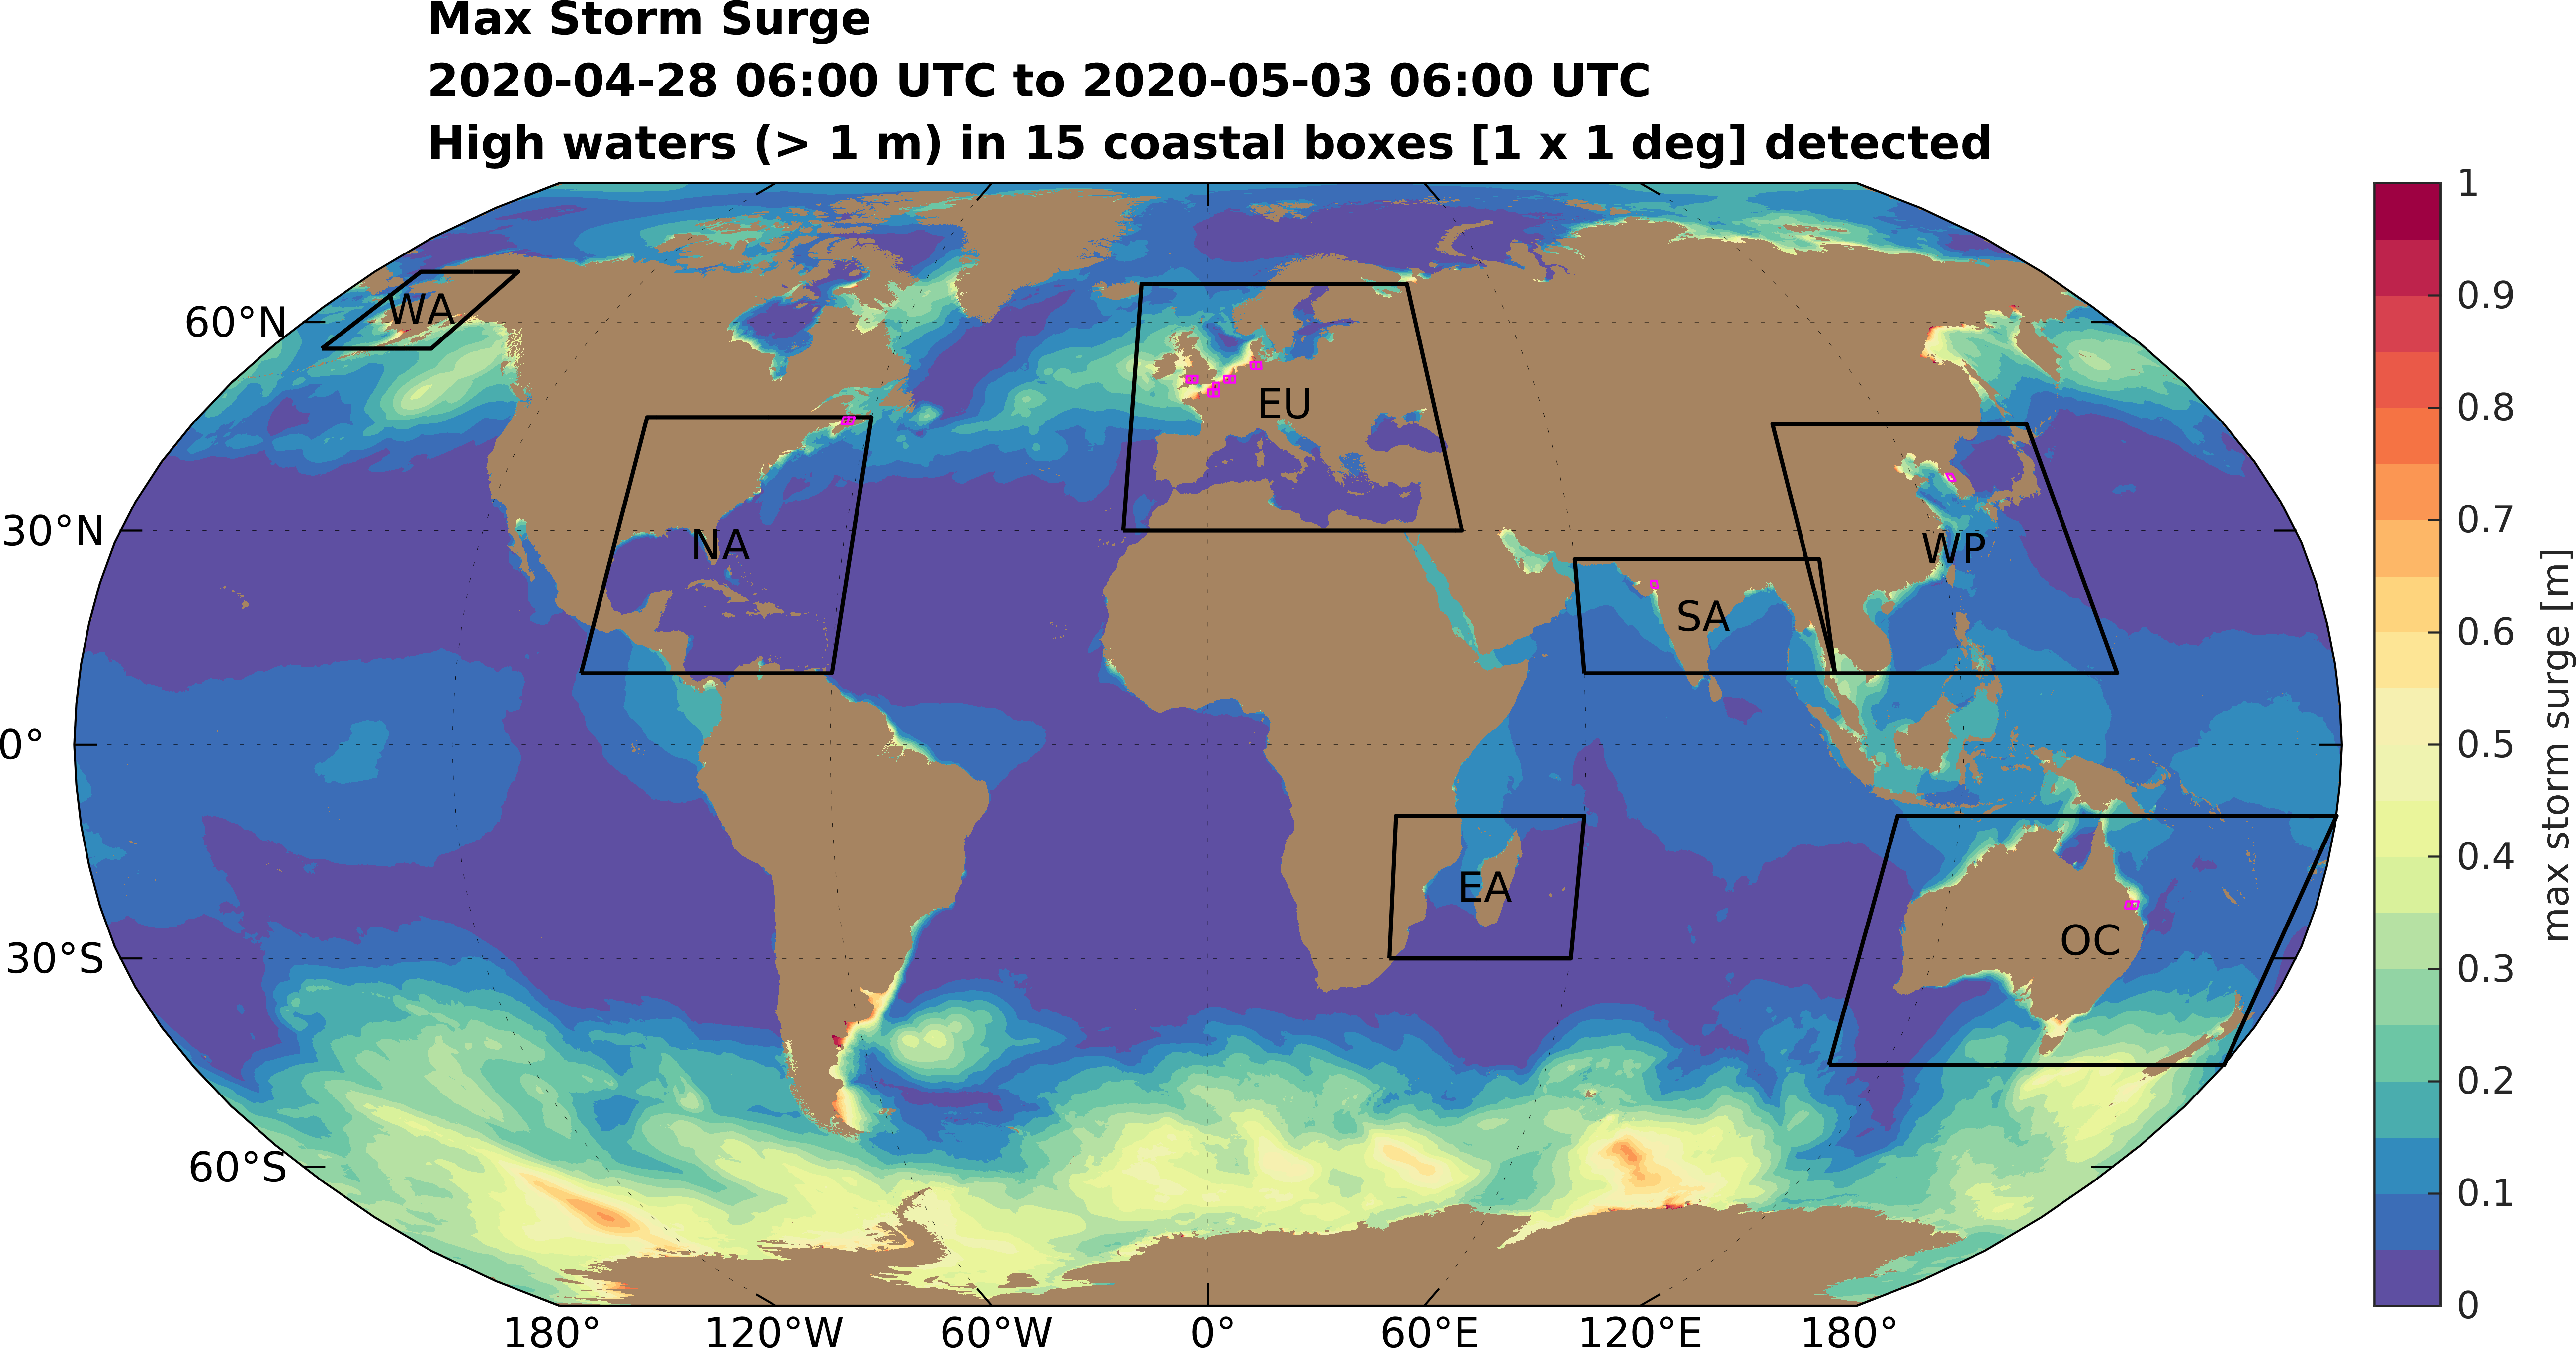 Max Storm Surge
2020-04-28 06:00 UTC to 2020-05-03 06:00 UTC
High waters (> 1 m) in 15 coastal boxes [1 x 1 deg] detected
60°N
30°N
0°
30°S
60°S
WA
NA
EU
SA
WP
EA
OC
180°
120°W
60°W
0°
60°E
120°E
180°
1
0.9
0.8
0.7
0.6
0.5
0.4
0.3
0.2
0.1
0
max storm surge [m]